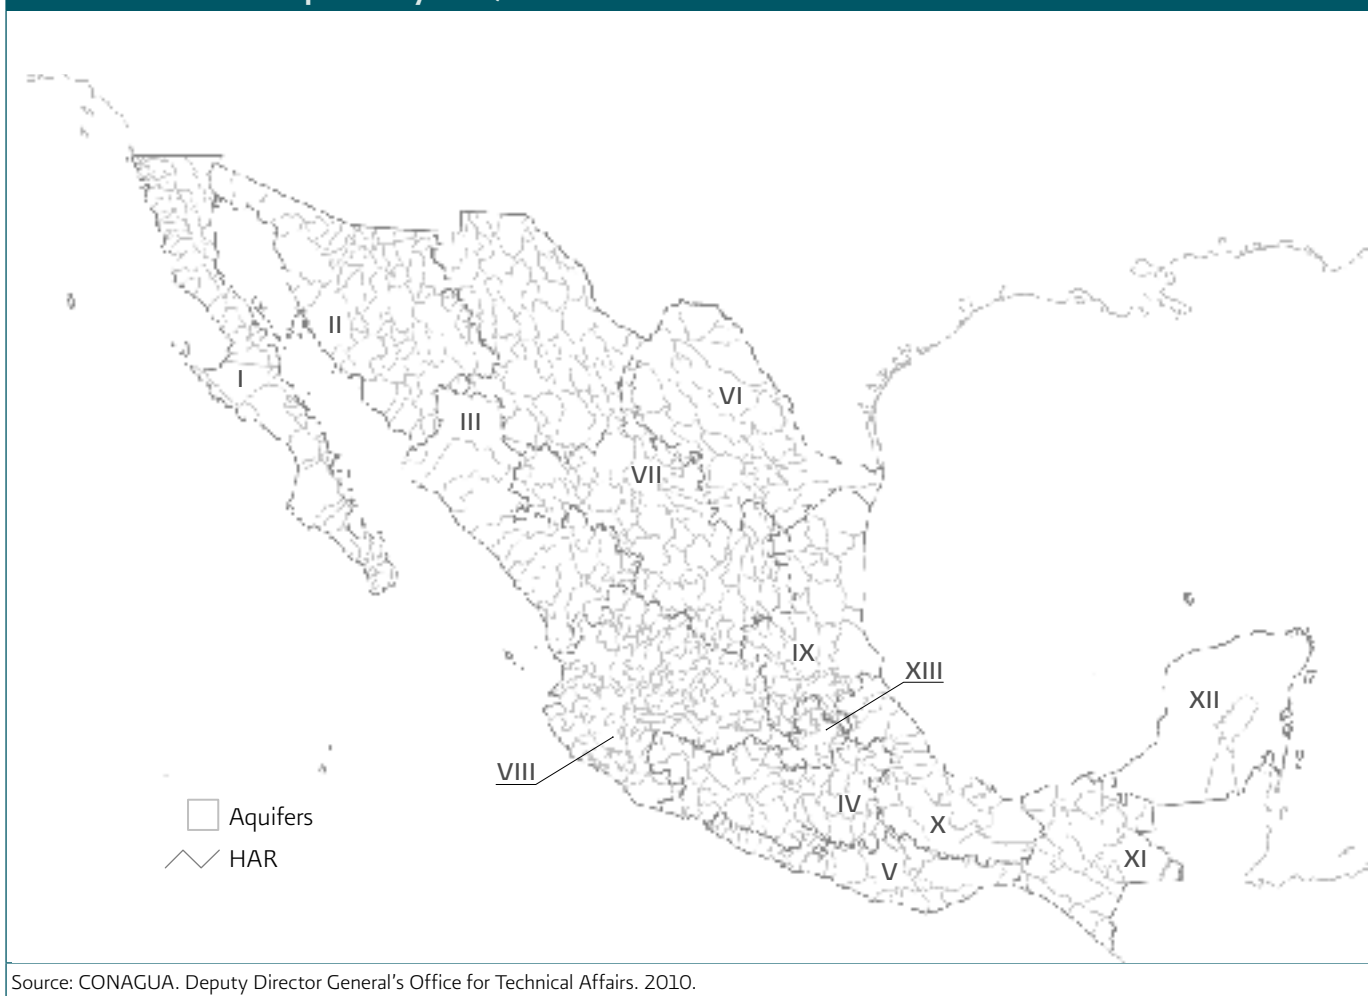 II
I
VI
III
VII
IX
XIII
XII
VIII
IV
X
V
XI
Aquifers
HAR
Source: CONAGUA. Deputy Director General's Office for Technical Affairs. 2010.